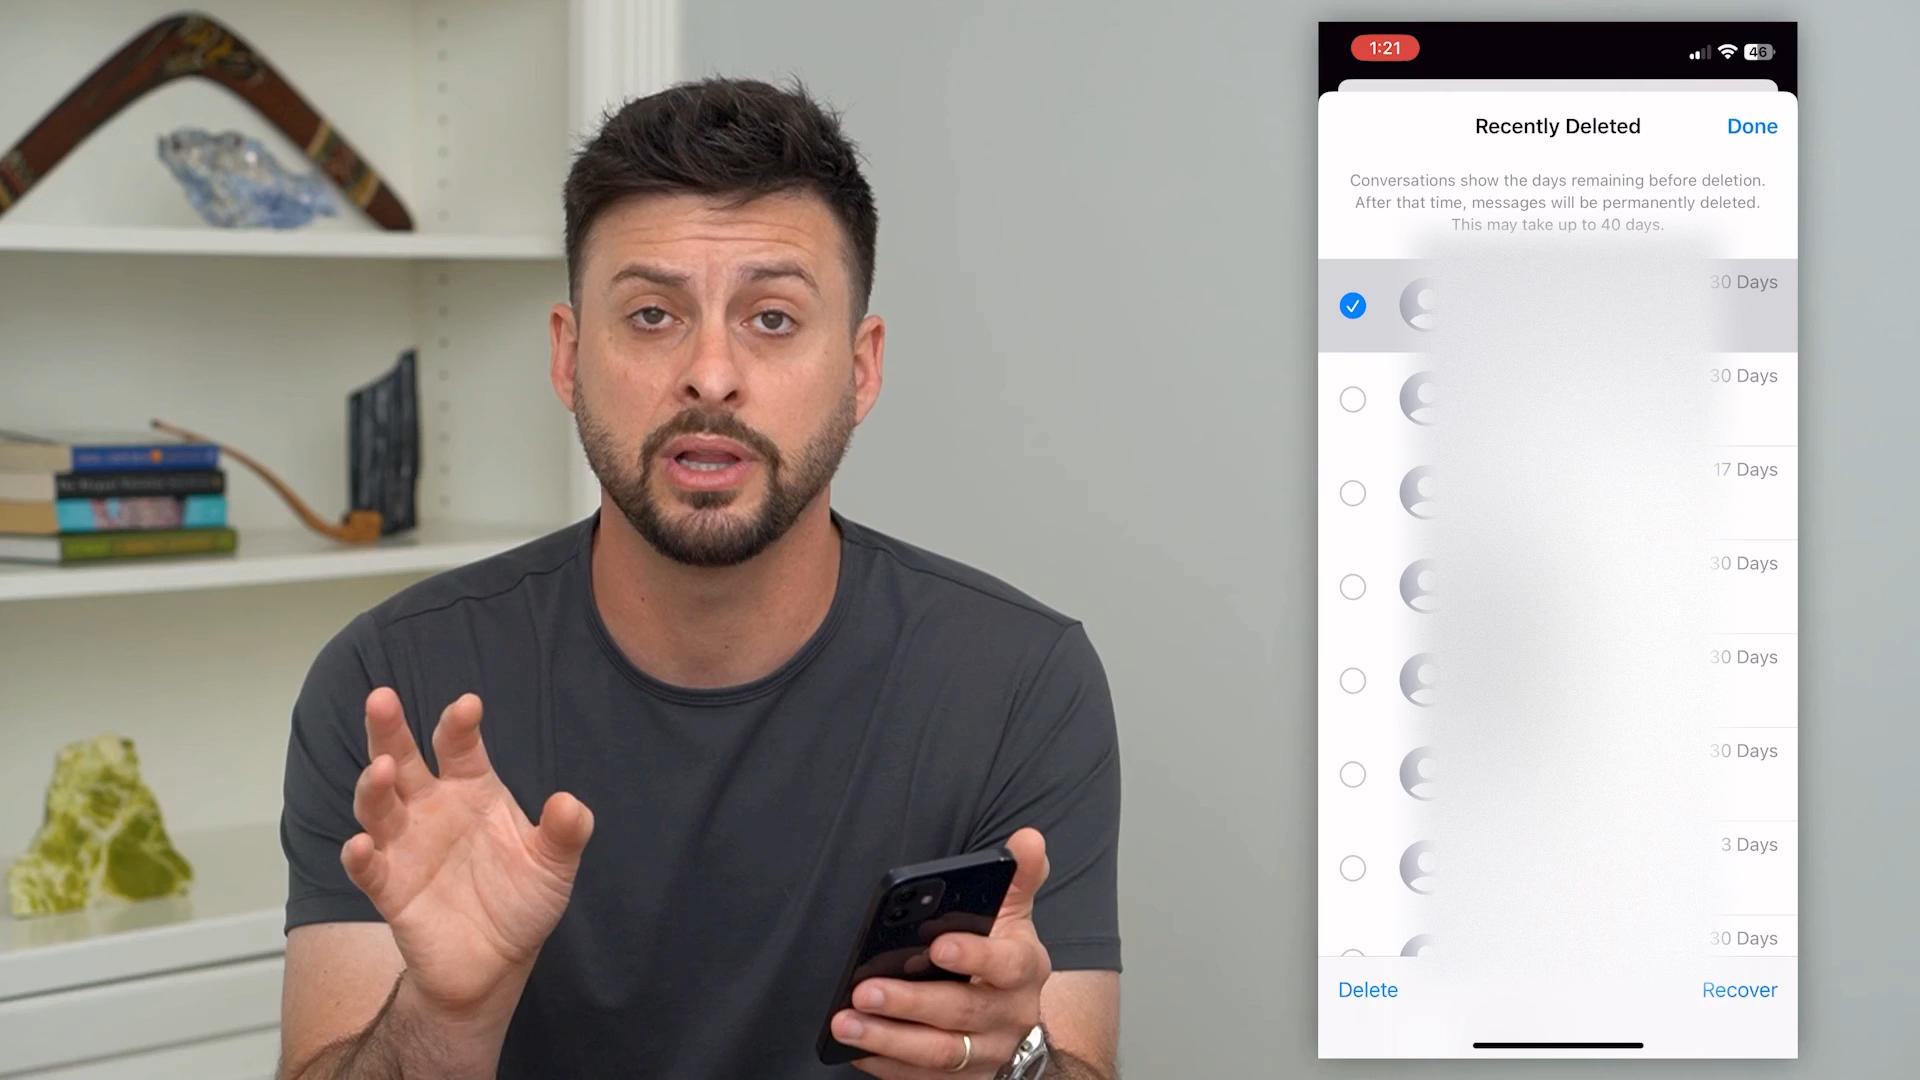 1:21
46
Recently Deleted
Done
Conversations show the days remaining before deletion.
After that time, messages will be permanently deleted.
This may take up to 40 days.
30 Days
30 Days
17 Days
30 Days
30 Days
30 Days
3 Days
30 Days
Delete
Recover